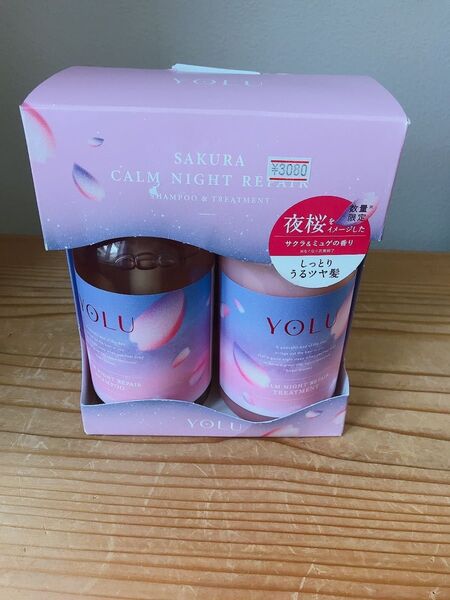 YOLU
SAKURA
CALM NIGHT REPAIR
SHAMPOO & TREATMENT
¥3080
数量
限定
夜桜を
イメージした
サクラ&ミュゲの香り
しっとり
うるツヤ髪
YOLU
REPAIR
SHAMPOO
YOLU
CALM NIGHT REPAIR
TREATMENT
YOLU